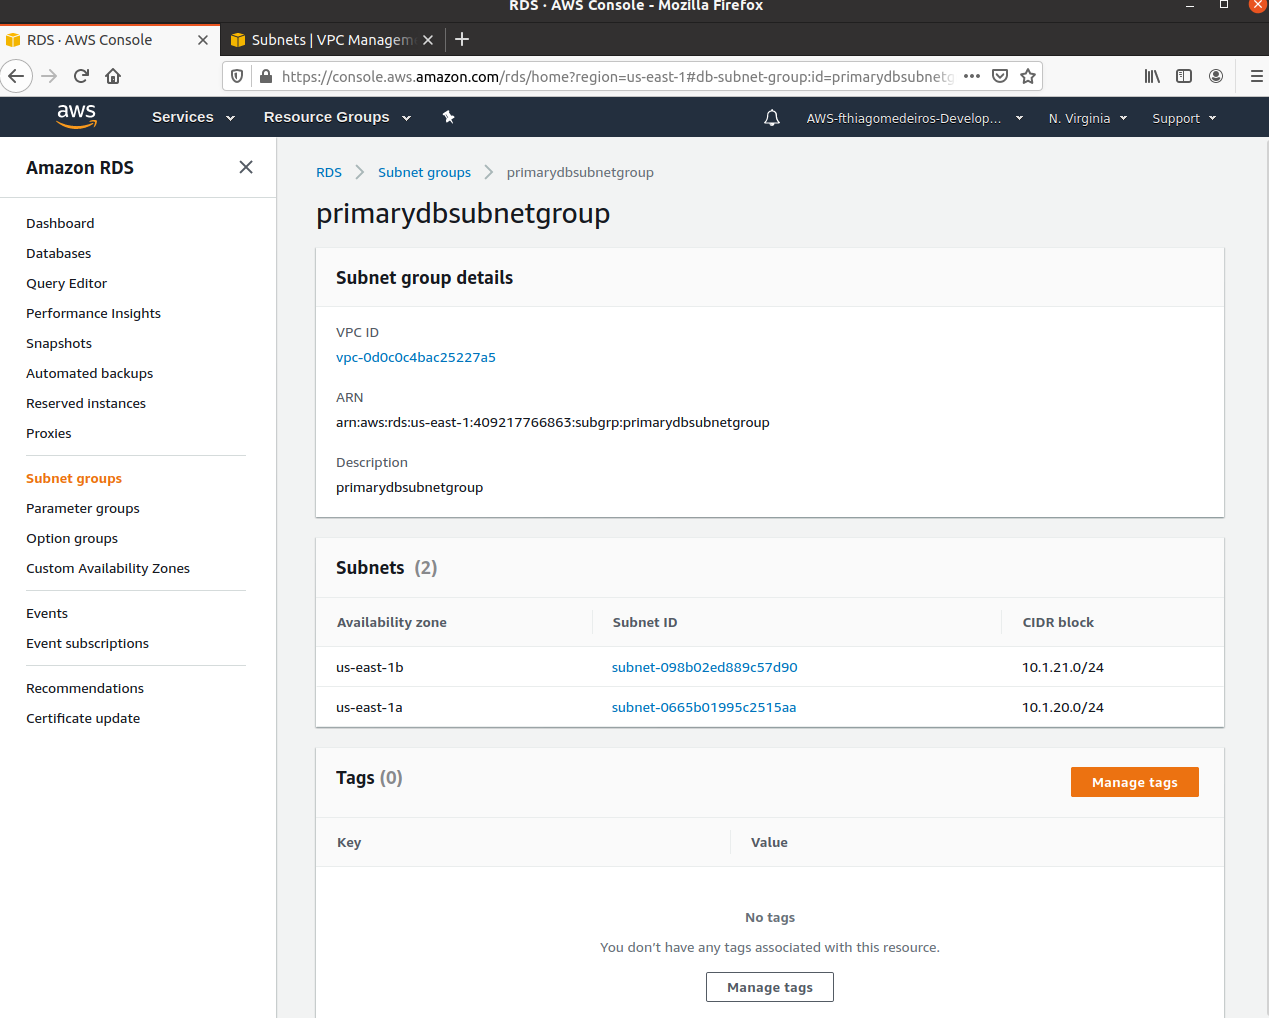 RDS · AWS Console - Mozilla Firefox
RDS · AWS Console
Subnets | VPC Managem
https://console.aws.amazon.com/rds/home?region=us-east-1#db-subnet-group:id=primarydbsubnetg
aws
Services
Resource Groups
AWS-fthiagomedeiros-Develop...
N. Virginia
Support
Amazon RDS
Dashboard
Databases
Query Editor
Performance Insights
Snapshots
Automated backups
Reserved instances
Proxies
Subnet groups
Parameter groups
Option groups
Custom Availability Zones
Events
Event subscriptions
Recommendations
Certificate update
RDS
Subnet groups
primarydbsubnetgroup
primarydbsubnetgroup
Subnet group details
VPC ID
vpc-0d0c0c4bac25227a5
ARN
arn:aws:rds:us-east-1:409217766863:subgrp:primarydbsubnetgroup
Description
primarydbsubnetgroup
Subnets (2)
Availability zone Subnet ID CIDR block
us-east-1b subnet-098b02ed889c57d90 10.1.21.0/24
us-east-1a subnet-0665b01995c2515aa 10.1.20.0/24
Tags (0)
Manage tags
Key Value
No tags
You don't have any tags associated with this resource.
Manage tags